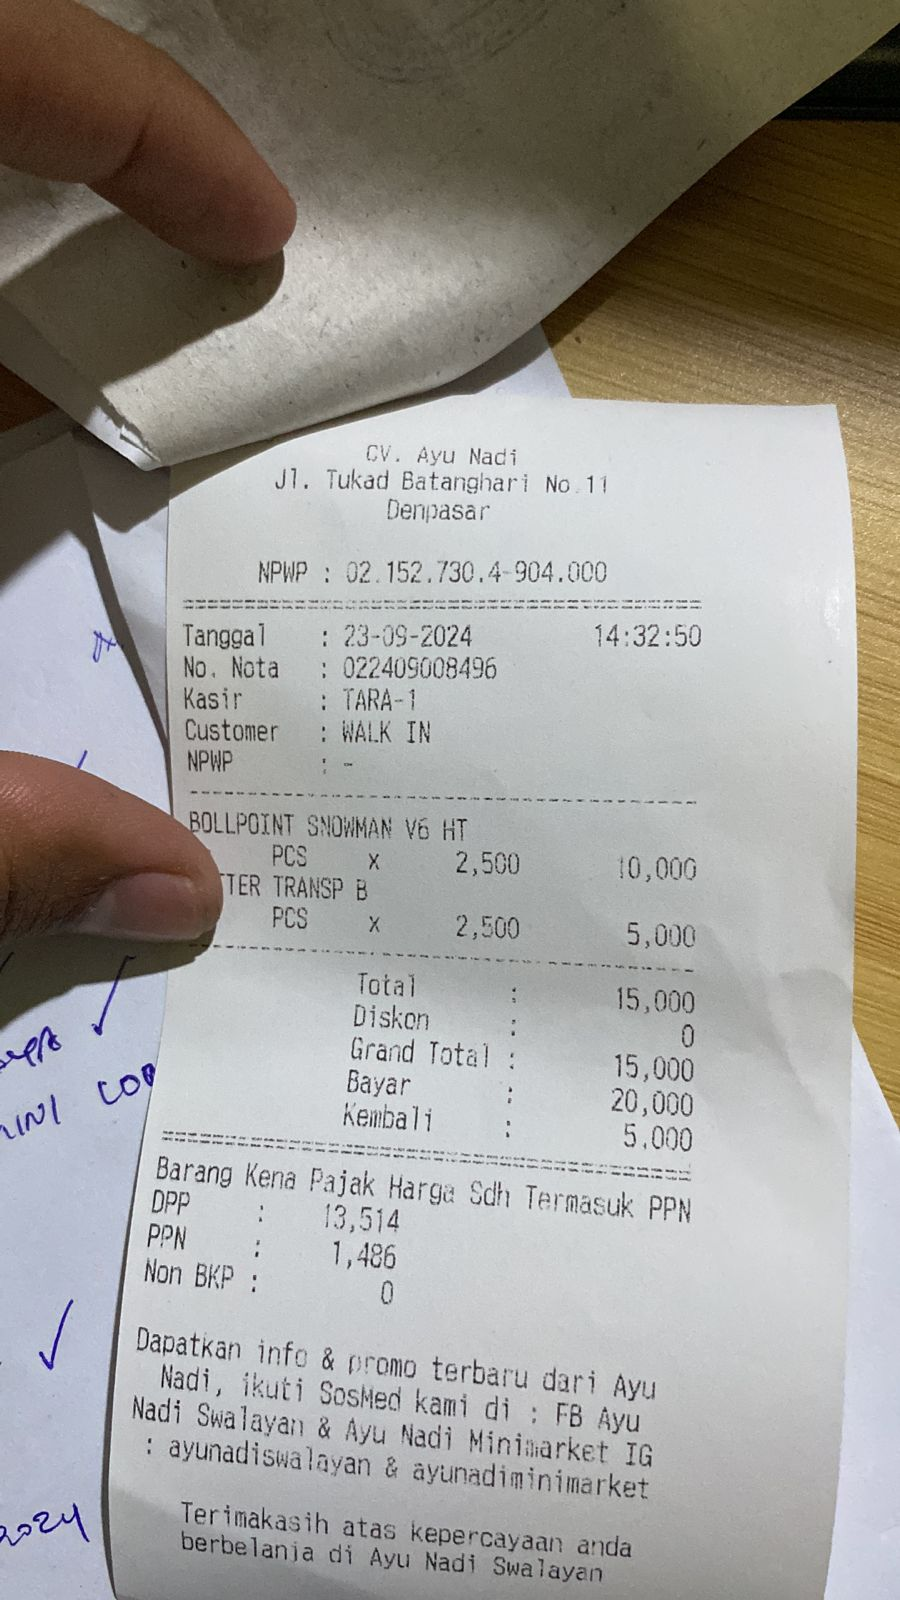 CV. Ayu Nadi
Jl. Tukad Batanghari No.11
Denpasar
NPWP : 02.152.730.4-904.000
Tanggal : 23-09-2024 14:32:50
No. Nota : 022409008496
Kasir : TARA-1
Customer : WALK IN
NPWP : -
BOLLPOINT SNOWMAN V6 HT
PCS X 2,500 10,000
TTER TRANSP B
PCS X 2,500 5,000
Total : 15,000
Diskon : 0
Grand Total : 15,000
Bayar : 20,000
Kembali : 5,000
Barang Kena Pajak Harga Sdh Termasuk PPN
DPP : 13,514
PPN : 1,486
Non BKP : 0
Dapatkan info & promo terbaru dari Ayu
Nadi, ikuti SosMed kami di : FB Ayu
Nadi Swalayan & Ayu Nadi Minimarket IG
: ayunadiswalayan & ayunadiminimarket
2024
Terimakasih atas kepercayaan anda
berbelanja di Ayu Nadi Swalayan